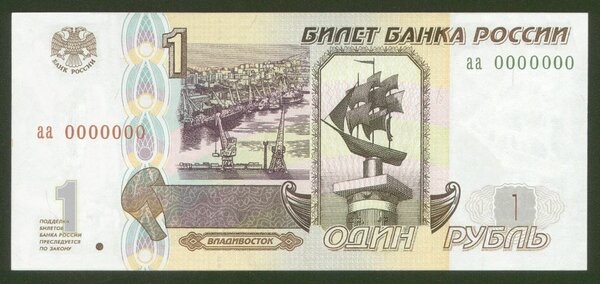 1
БИЛЕТ БАНКА РОССИИ
БАНК РОССИИ
аа 0000000
аа 0000000
1
ПОДДЕЛКА
БИЛЕТОВ
БАНКА РОССИИ
ПРЕСЛЕДУЕТСЯ
ПО ЗАКОНУ
ВЛАДИВОСТОК
1
ОДИН РУБЛЬ